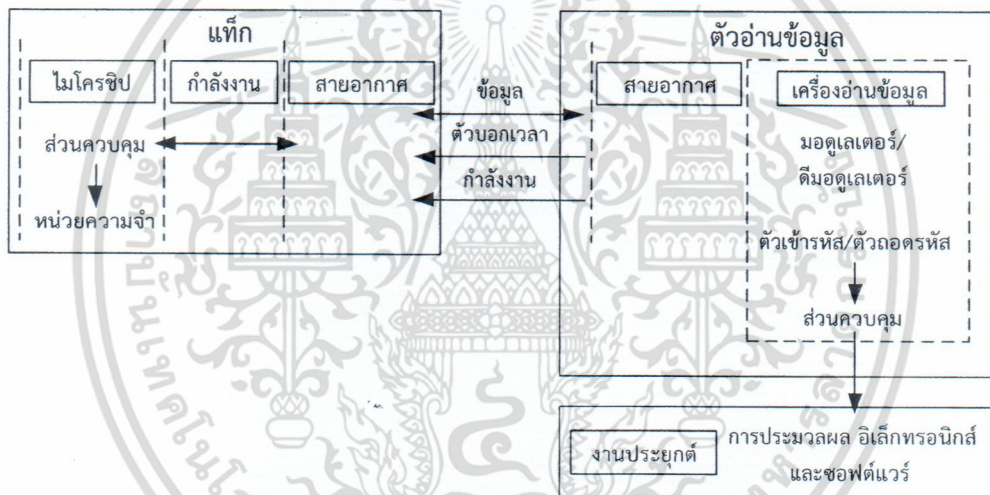 แท็ก
ไมโครชิป
กำลังงาน
สายอากาศ
ส่วนควบคุม
หน่วยความจำ
ข้อมูล
ตัวบอกเวลา
กำลังงาน
ตัวอ่านข้อมูล
สายอากาศ
เครื่องอ่านข้อมูล
มอดูเลเตอร์/
ดีมอดูเลเตอร์
ตัวเข้ารหัส/ตัวถอดรหัส
ส่วนควบคุม
งานประยุกต์
การประมวลผล อิเล็กทรอนิกส์
และซอฟต์แวร์